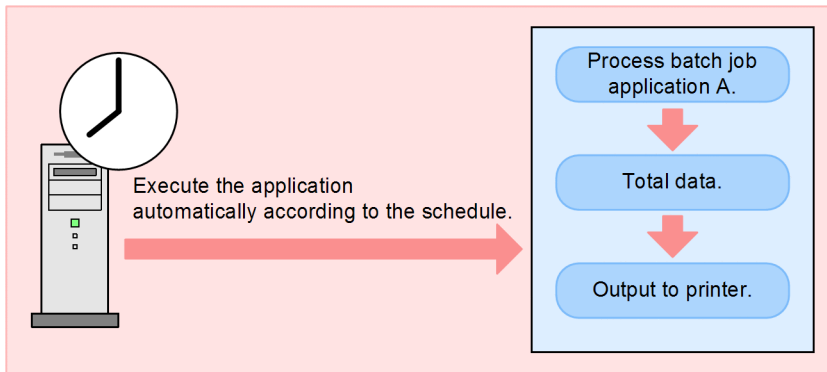 Execute the application
automatically according to the schedule.
Process batch job
application A.
Total data.
Output to printer.